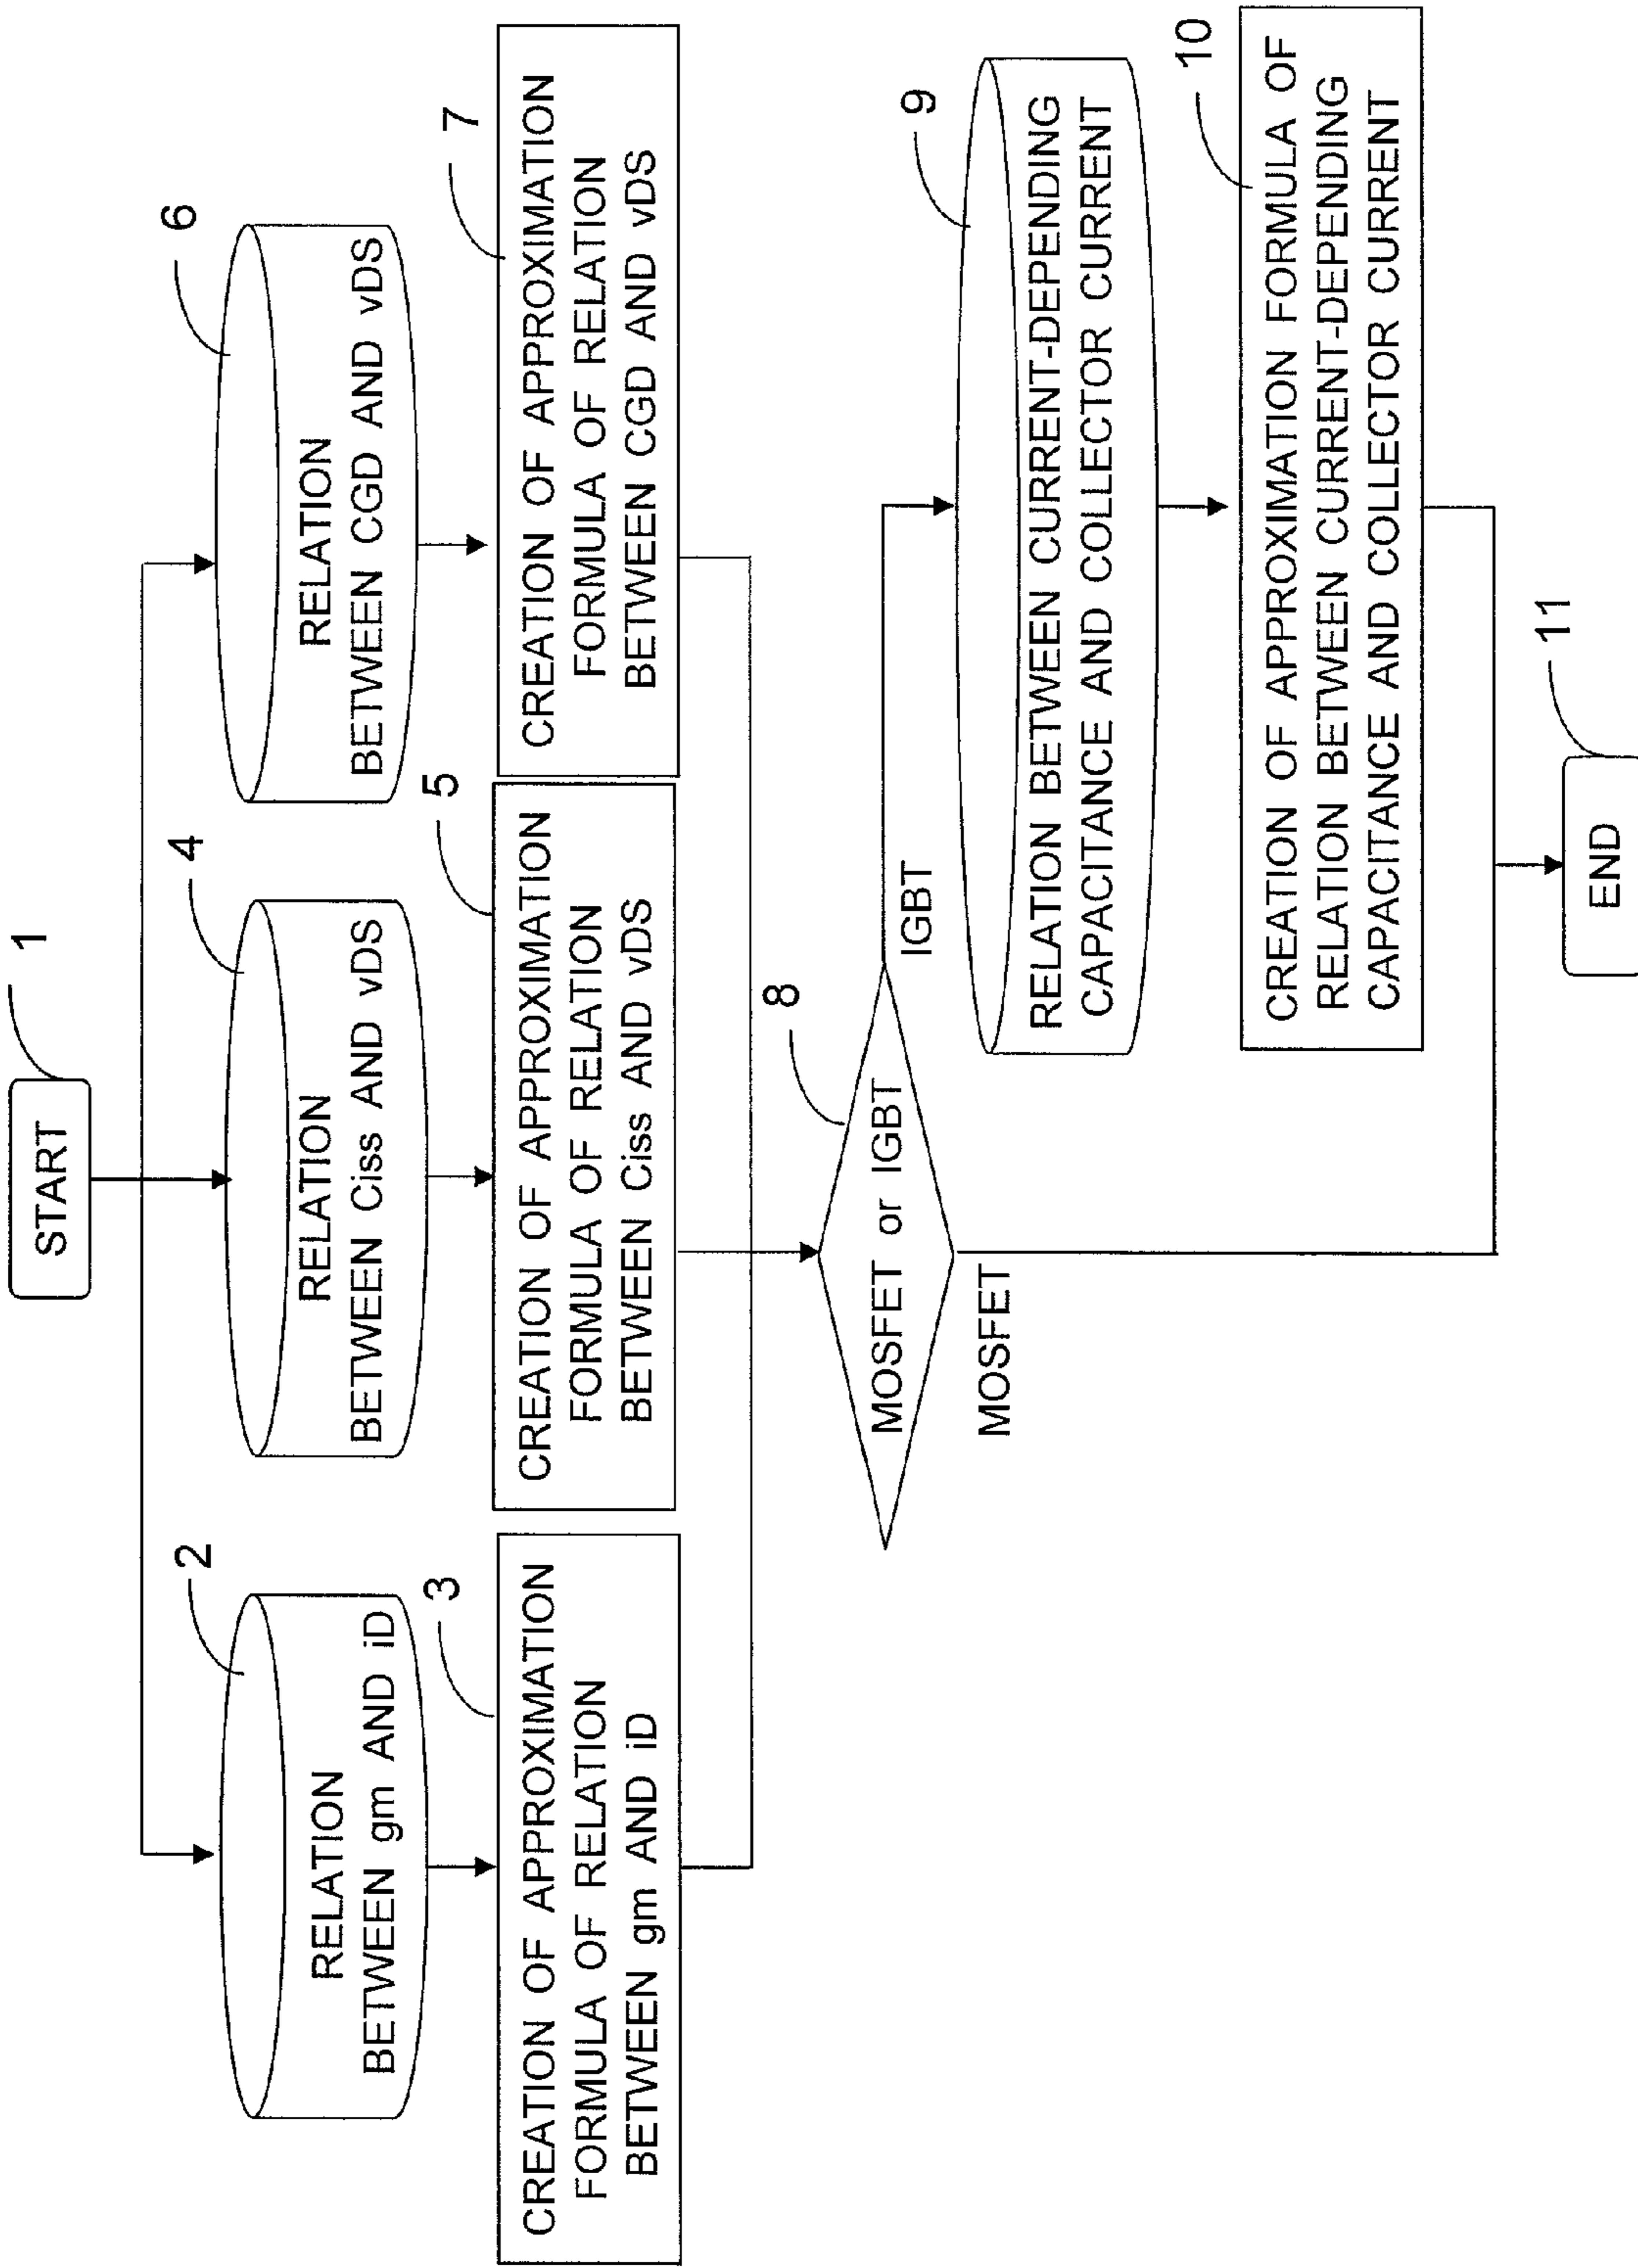 1
START
2
RELATION
BETWEEN gm AND iD
4
RELATION
BETWEEN Ciss AND vDS
6
RELATION
BETWEEN CGD AND vDS
3
CREATION OF APPROXIMATION
FORMULA OF RELATION
BETWEEN gm AND iD
5
CREATION OF APPROXIMATION
FORMULA OF RELATION
BETWEEN Ciss AND vDS
7
CREATION OF APPROXIMATION
FORMULA OF RELATION
BETWEEN CGD AND vDS
8
MOSFET or IGBT
IGBT
MOSFET
9
RELATION BETWEEN CURRENT-DEPENDING
CAPACITANCE AND COLLECTOR CURRENT
10
CREATION OF APPROXIMATION FORMULA OF
RELATION BETWEEN CURRENT-DEPENDING
CAPACITANCE AND COLLECTOR CURRENT
11
END